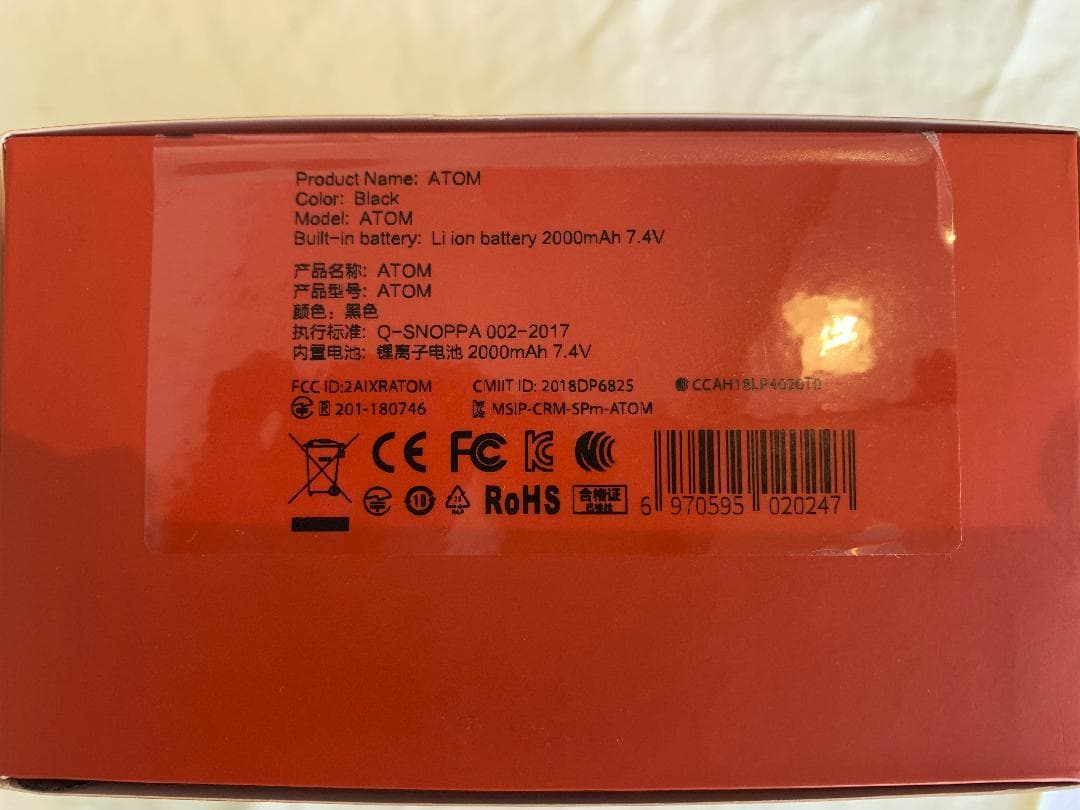 Product Name: ATOM
Color: Black
Model: ATOM
Built-in battery: Li ion battery 2000mAh 7.4V
产品名称: ATOM
产品型号: ATOM
颜色: 黑色
执行标准: Q-SNOPPA 002-2017
内置电池: 锂离子电池 2000mAh 7.4V
FCC ID:2AIXRATOM CMIIT ID: 2018DP6825 CCAH18LP4020T0
R 201-180746 MSIP-CRM-SPm-ATOM
CE FC
10 RoHS 合格证 6 970595 020247